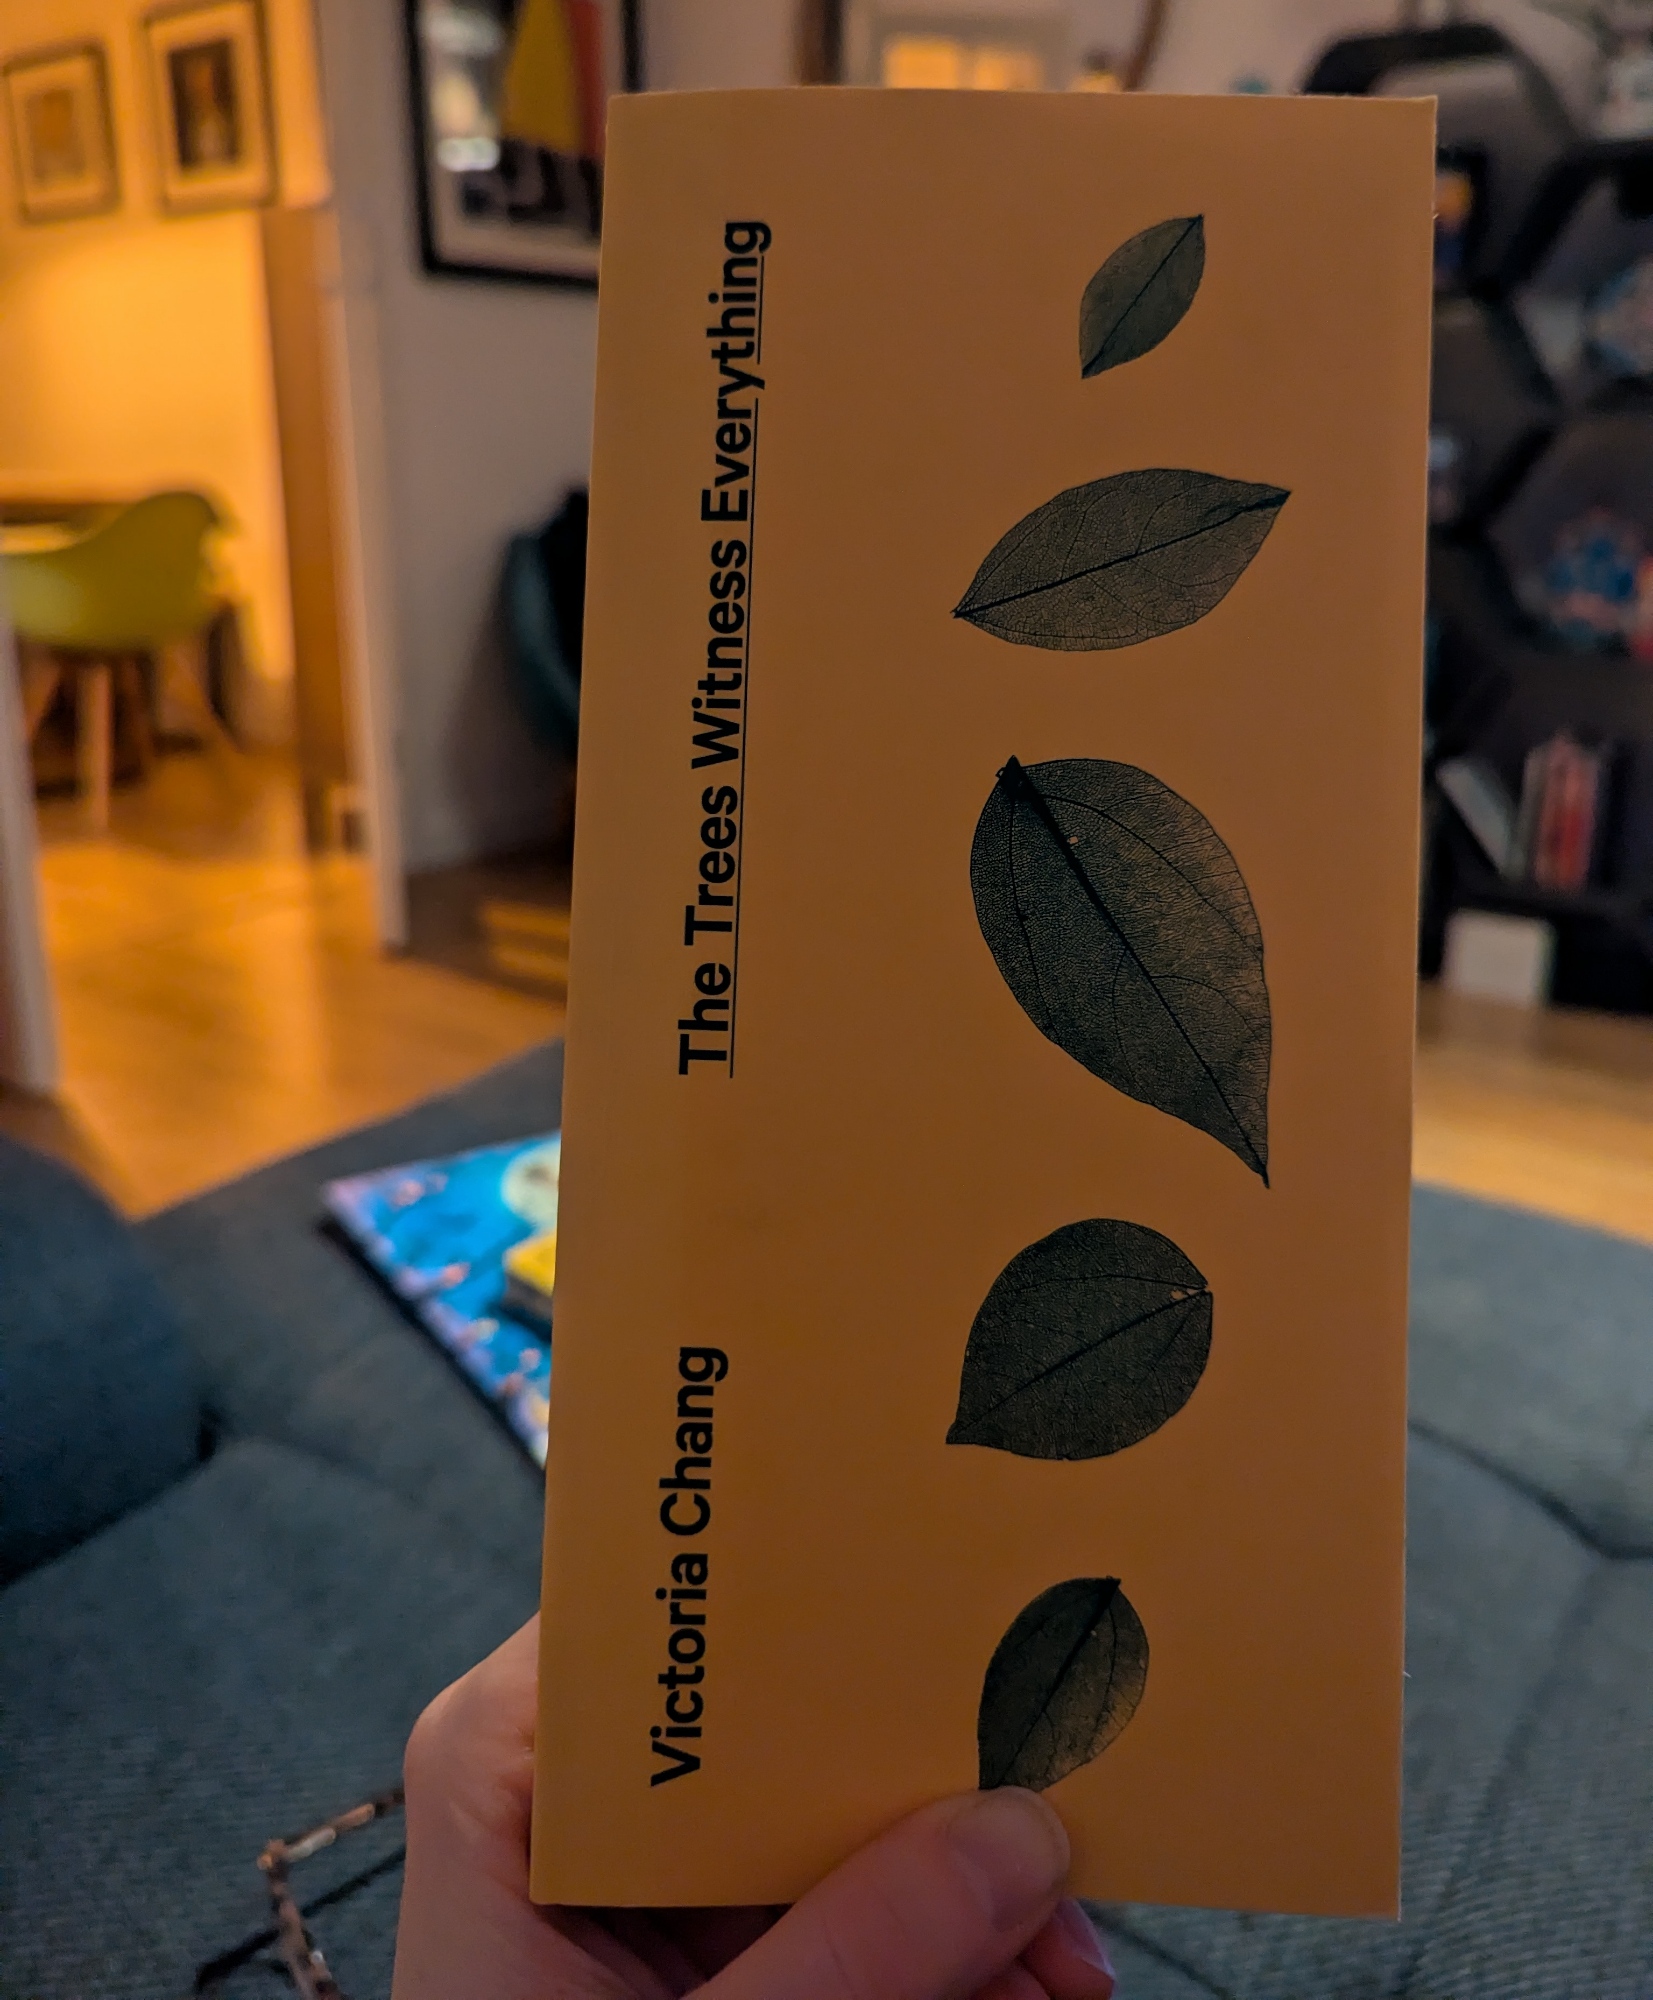 The Trees Witness Everything
Victoria Chang